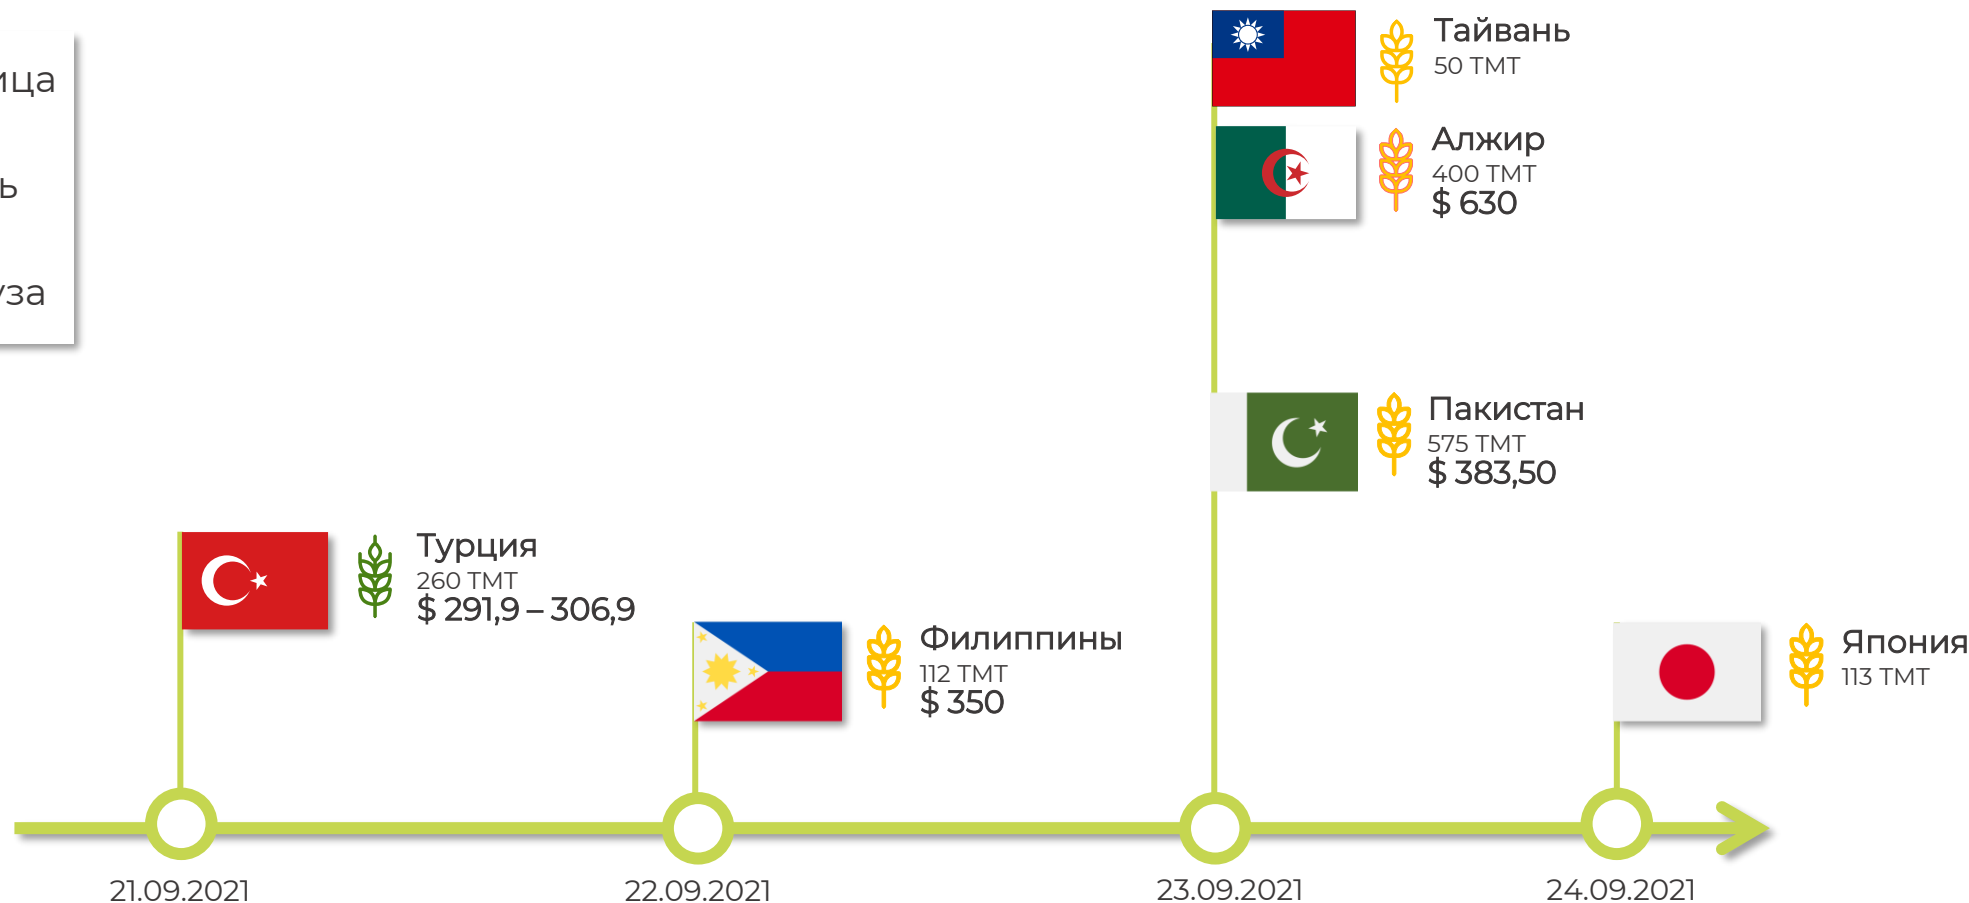 Тайвань
50 ТМТ
Алжир
400 ТМТ
$ 630
Пакистан
575 ТМТ
$ 383,50
Турция
260 ТМТ
$ 291,9 – 306,9
Филиппины
112 ТМТ
$ 350
Япония
113 ТМТ
21.09.2021
22.09.2021
23.09.2021
24.09.2021